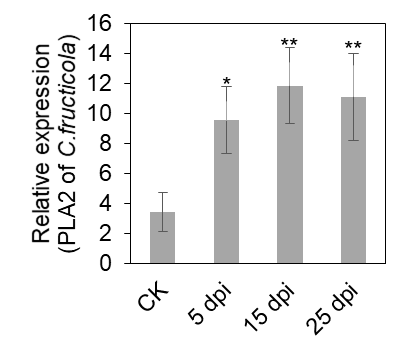 Relative expression
(PLA2 of C.fructicola)
16
14
12
10
8
6
4
2
0
*
**
**
CK
5 dpi
15 dpi
25 dpi